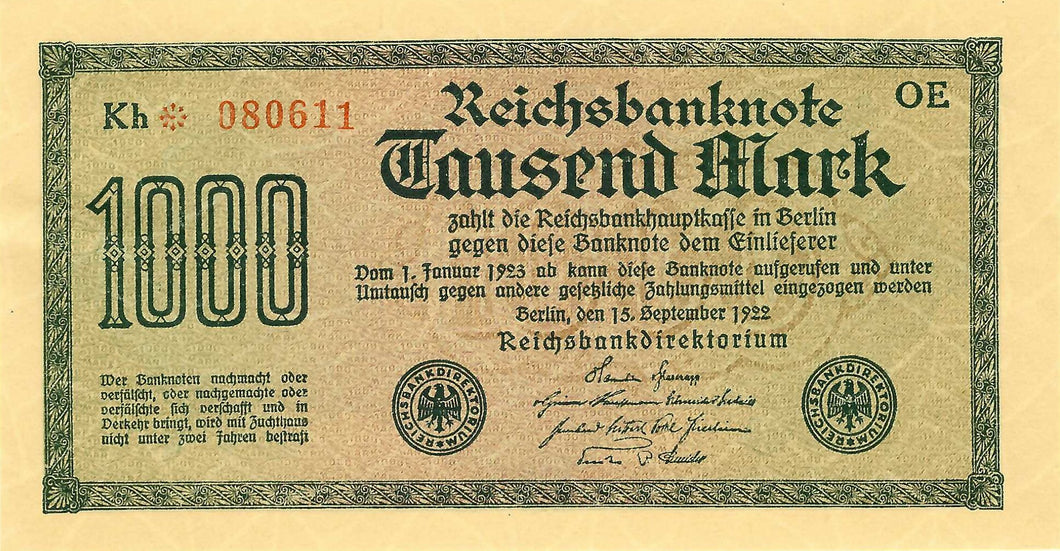 Kh * 080611
OE
Reichsbanknote
Tausend Mark
1000
zahlt die Reichsbankhauptkasse in Berlin
gegen diese Banknote dem Einlieferer
Vom 1. Januar 1923 ab kann diese Banknote aufgerufen und unter
Umtausch gegen andere gesetzliche Zahlungsmittel eingezogen werden
Berlin, den 15. September 1922
Reichsbankdirektorium
Wer Banknoten nachmacht oder
verfälscht, oder nachgemachte oder
verfälschte sich verschafft und in
Verkehr bringt, wird mit Zuchthaus
nicht unter zwei Jahren bestraft
REICHSBANKDIREKTORIUM
REICHSBANKDIREKTORIUM